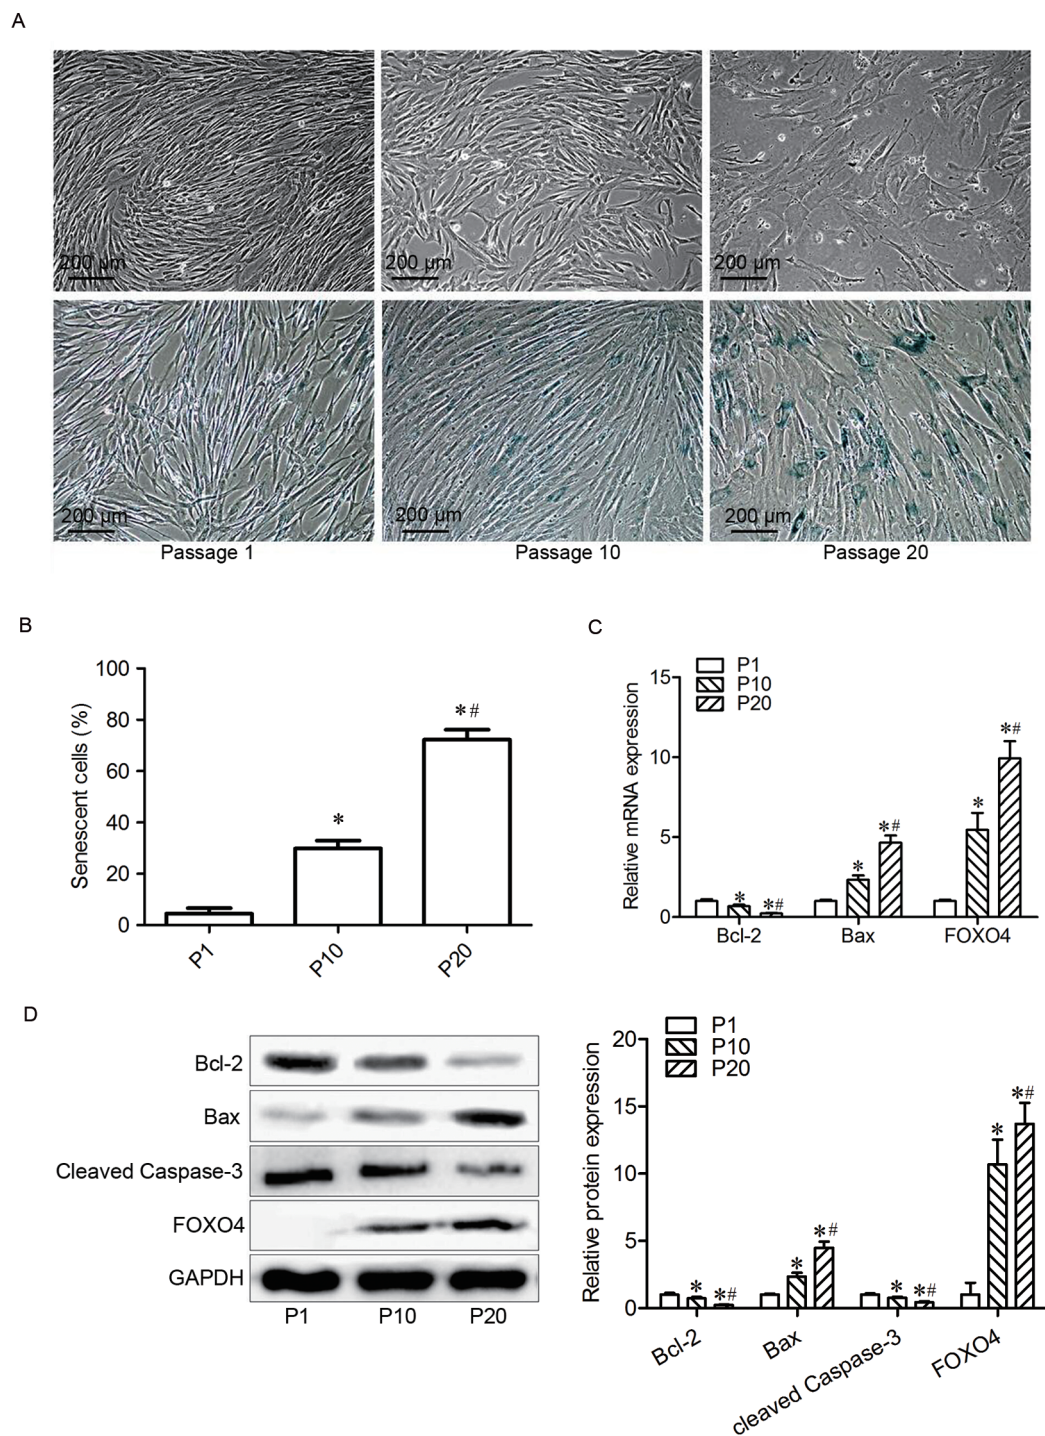 A
200 µm 200 µm 200 µm
200 µm 200 µm 200 µm
Passage 1 Passage 10 Passage 20
B
Senescent cells (%)
100
80
60
40
20
0
*
*#
P1 P10 P20
C
Relative mRNA expression
15
10
5
0
P1
P10
P20
*
*#
*
*#
*
*#
Bcl-2 Bax FOXO4
D
Bcl-2
Bax
Cleaved Caspase-3
FOXO4
GAPDH
P1 P10 P20
Relative protein expression
20
15
10
5
0
P1
P10
P20
*
*#
*
*#
*
*#
*
*#
Bcl-2 Bax cleaved Caspase-3 FOXO4